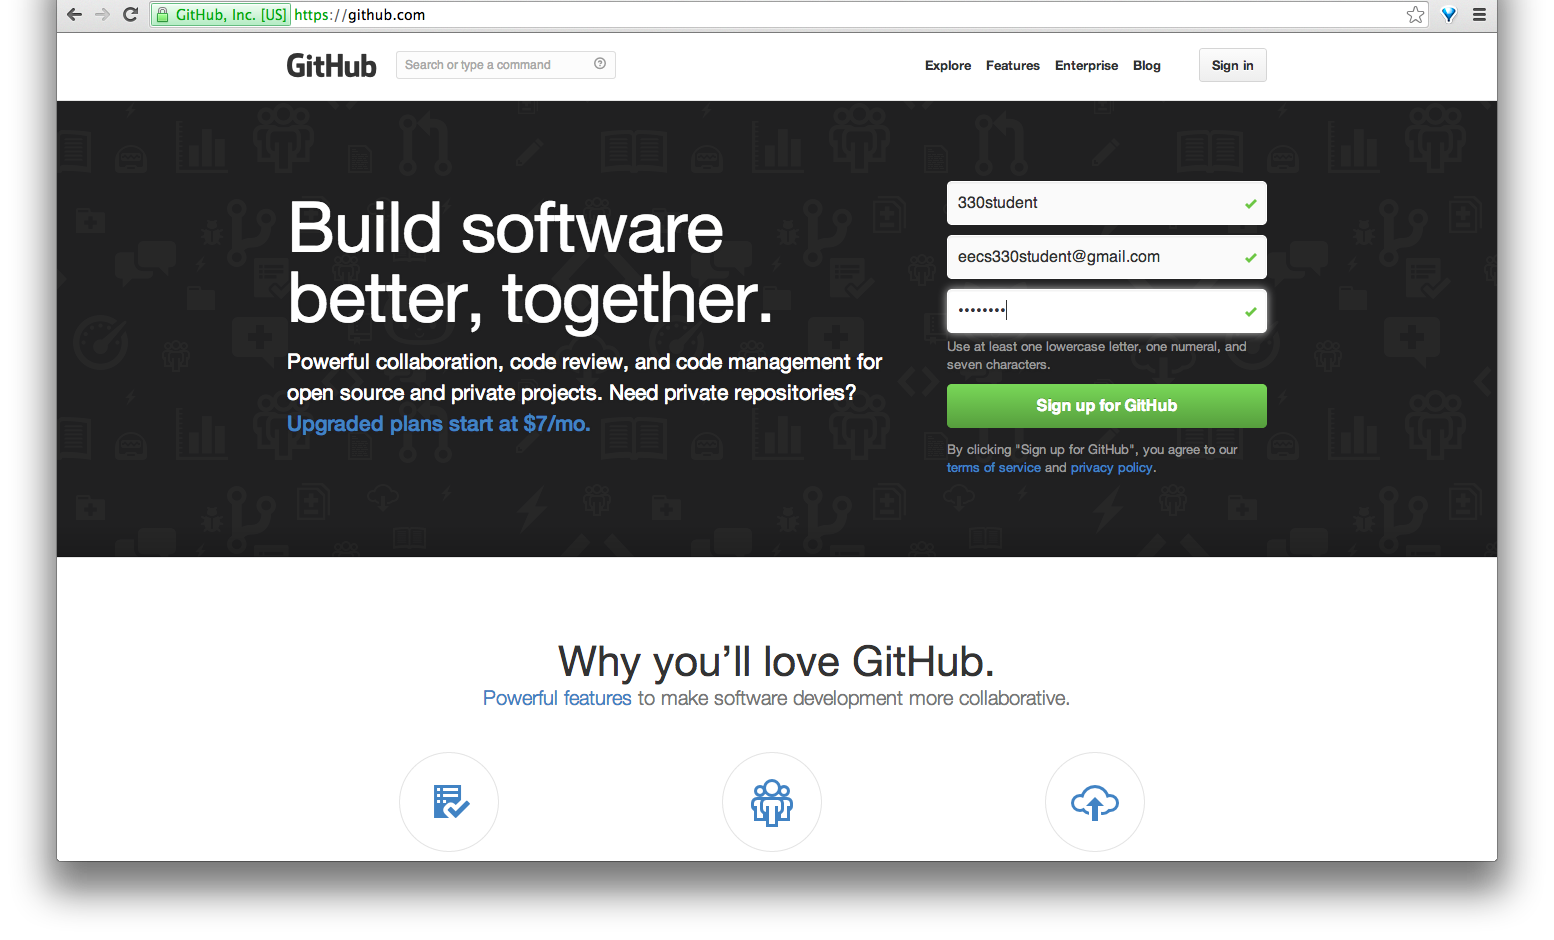 GitHub, Inc. [US] https://github.com
GitHub
Search or type a command
Explore Features Enterprise Blog Sign in
Build software
better, together.
Powerful collaboration, code review, and code management for
open source and private projects. Need private repositories?
Upgraded plans start at $7/mo.
330student
eecs330student@gmail.com
••••••••
Use at least one lowercase letter, one numeral, and
seven characters.
Sign up for GitHub
By clicking "Sign up for GitHub", you agree to our
terms of service and privacy policy.
Why you’ll love GitHub.
Powerful features to make software development more collaborative.